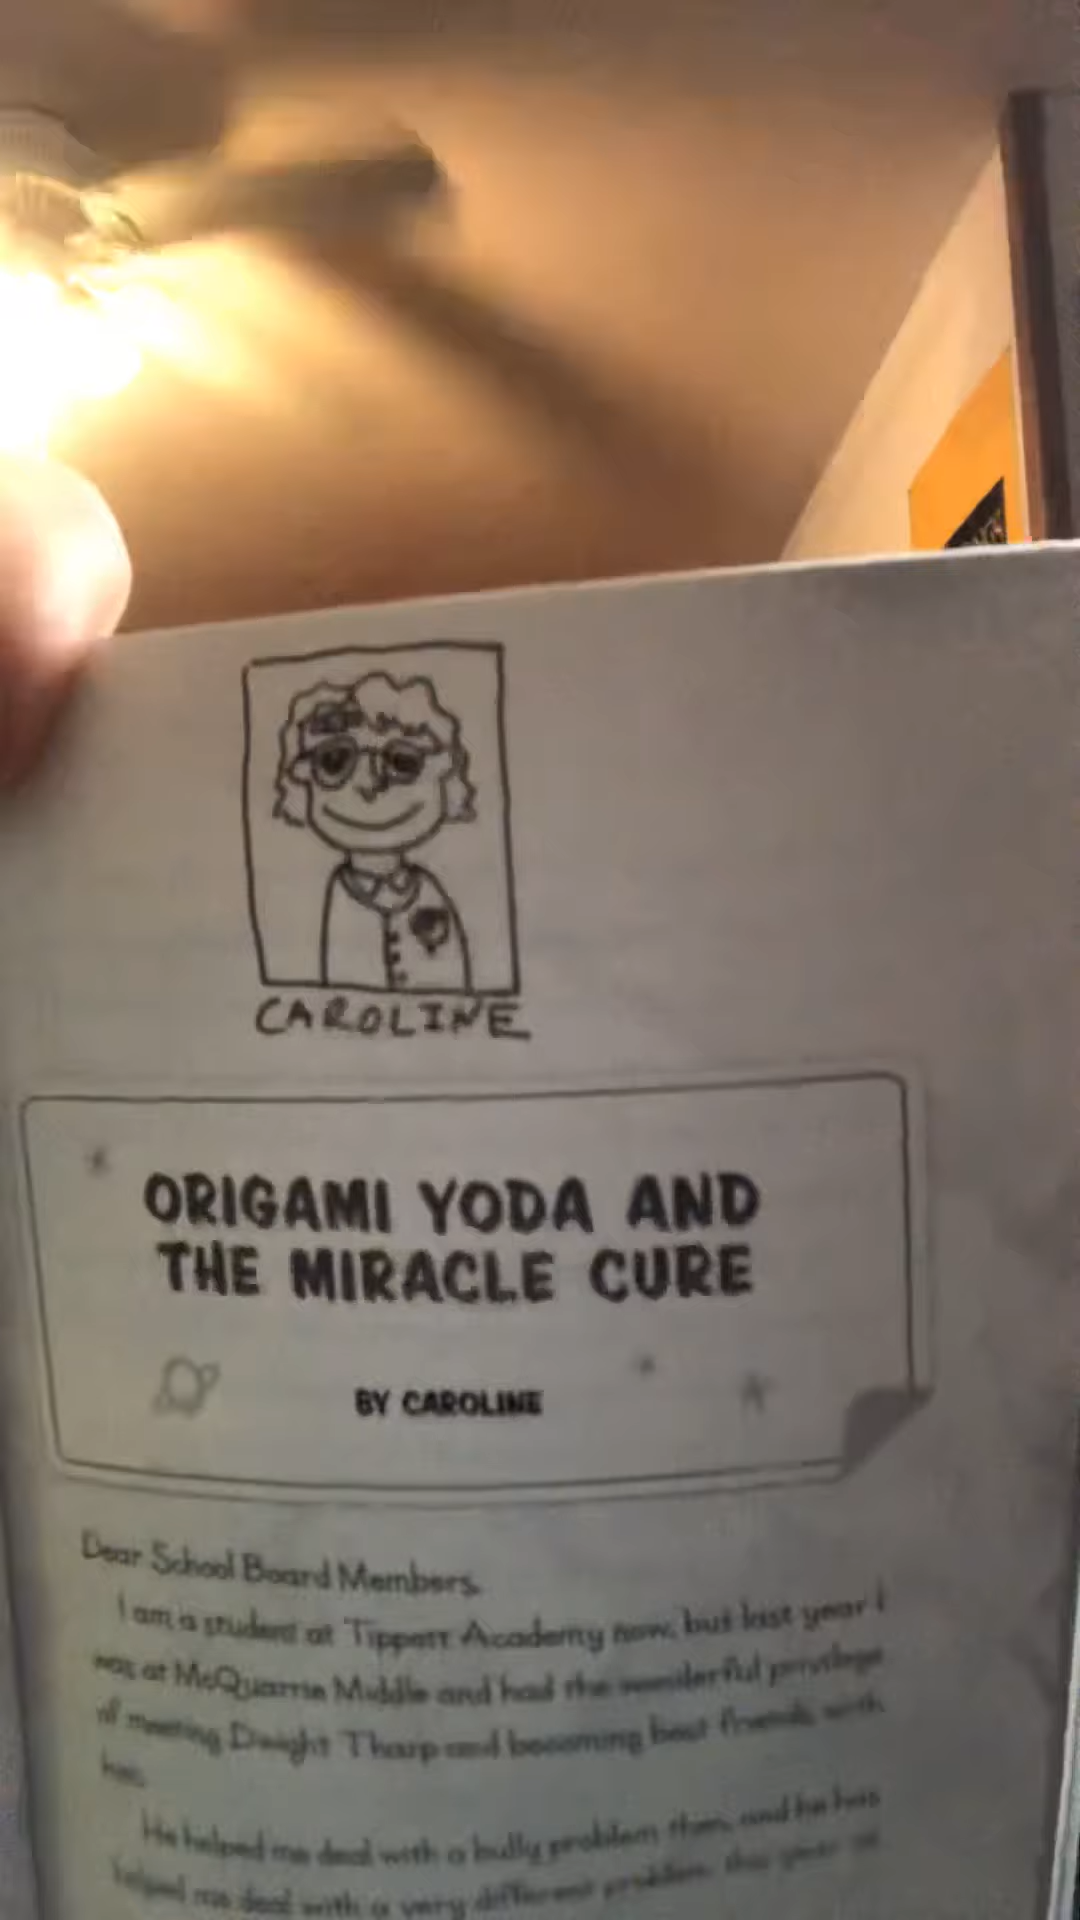 CAROLINE
ORIGAMI YODA AND
THE MIRACLE CURE
BY CAROLINE
Dear School Board Members,
I am a student at Tippett Academy now, but last year I
was at McQuarrie Middle and had the wonderful privilege
of meeting Dwight Tharp and becoming best friends with
him.
He helped me deal with a bully problem then, and he has
helped me deal with a very different problem this year at